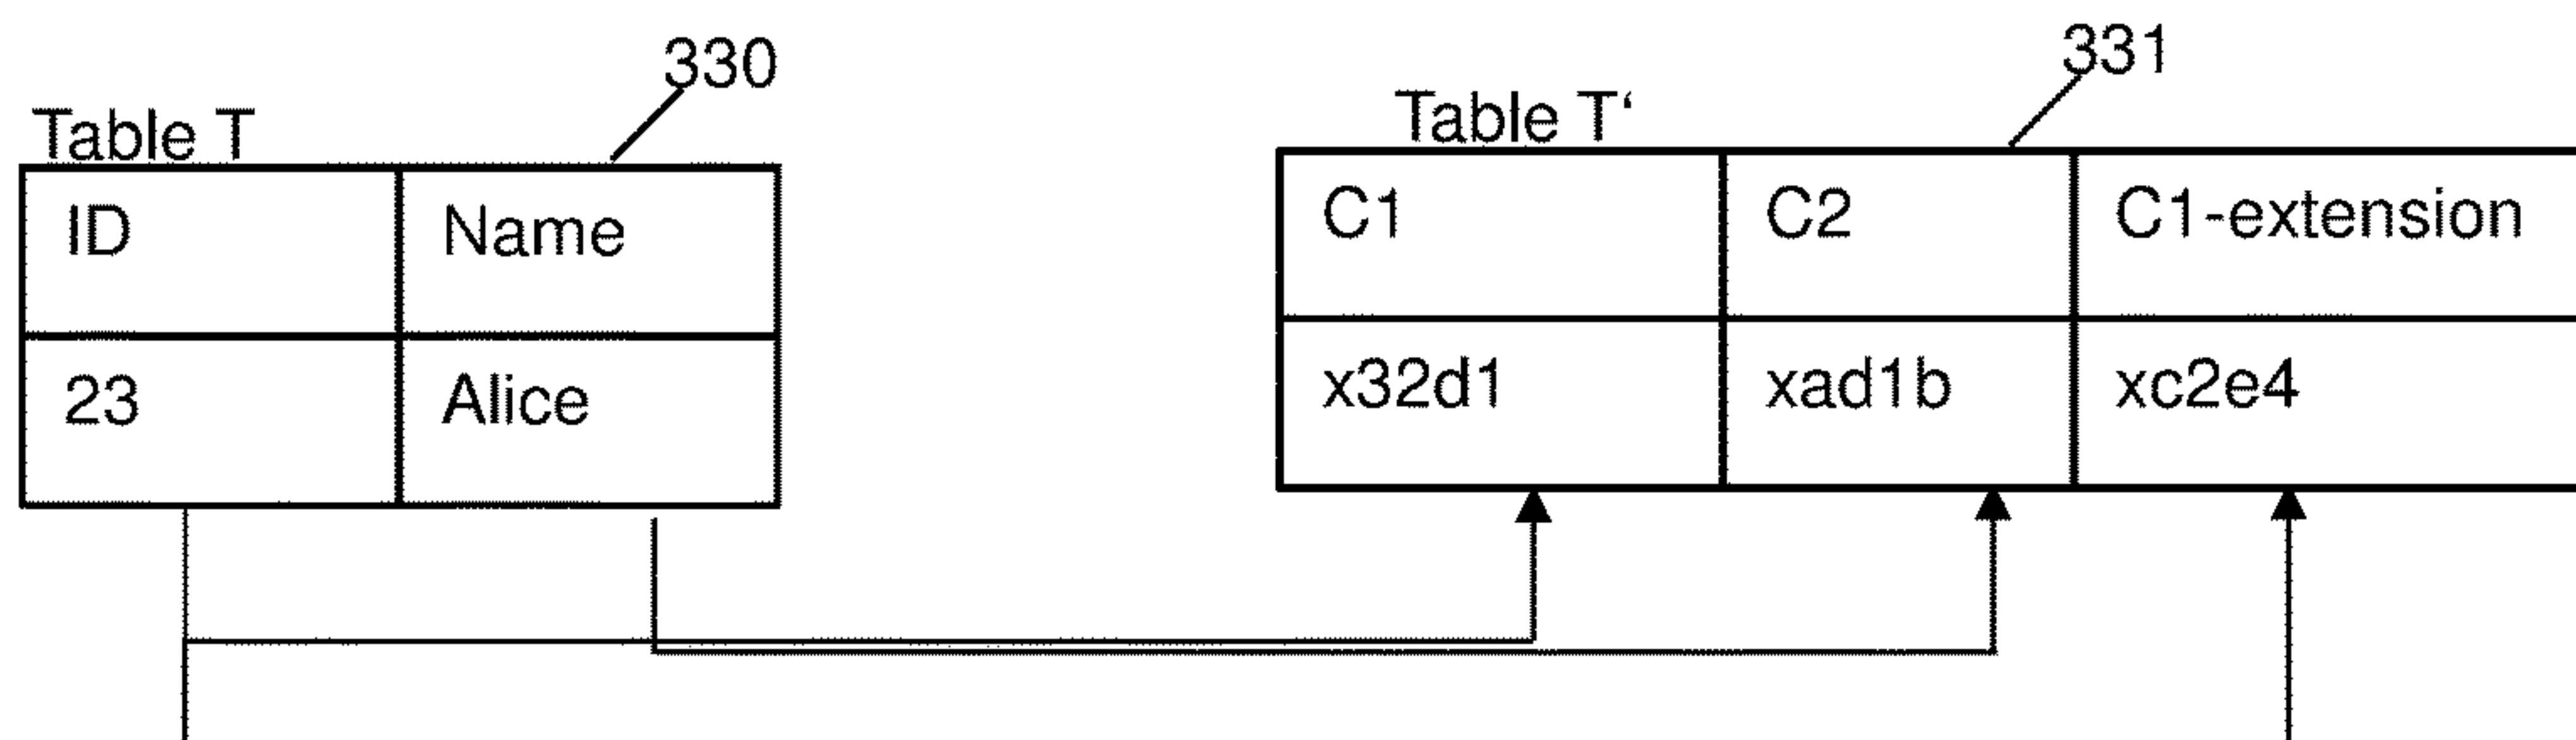 330
331
Table T
Table T‘
ID Name
C1 C2 C1-extension
23 Alice
x32d1 xad1b xc2e4